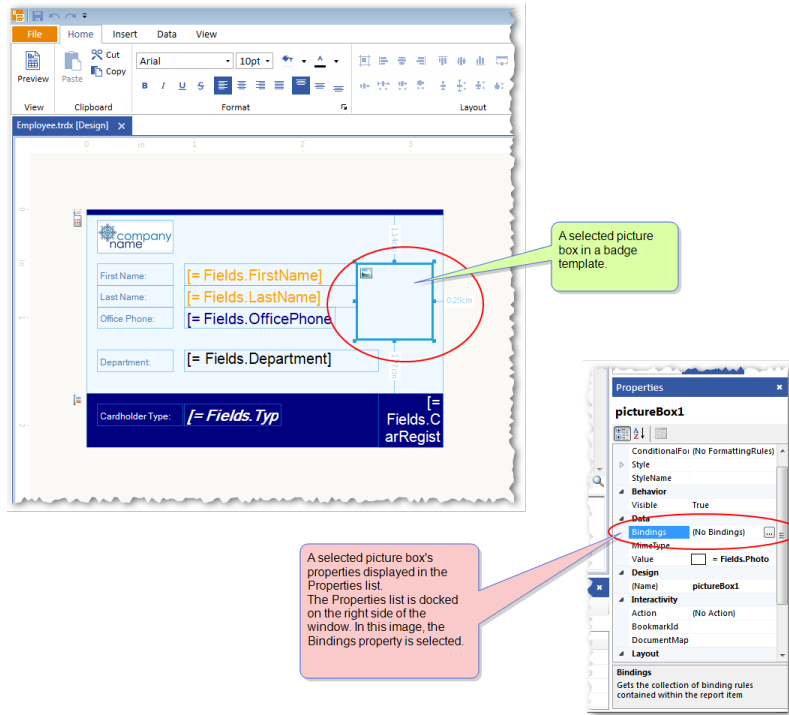 File Home Insert Data View
Cut
Copy
Preview Paste
Arial 10pt
B I U S
View Clipboard Format Layout
Employee.trdx [Design] ×
0 in 1 2 3
0
in
1
2
company
name
1.14cm
First Name: [= Fields.FirstName]
Last Name: [= Fields.LastName]
0.25cm
Office Phone: [= Fields.OfficePhone
Department: [= Fields.Department]
Cardholder Type: [= Fields.Typ
[=
Fields.C
arRegist
A selected picture
box in a badge
template.
A selected picture box's
properties displayed in the
Properties list.
The Properties list is docked
on the right side of the
window. In this image, the
Bindings property is selected.
Properties
pictureBox1
ConditionalFor (No FormattingRules)
Style
StyleName
Behavior
Visible True
Data
Bindings (No Bindings) ...
MimeType
Value = Fields.Photo
Design
(Name) pictureBox1
Interactivity
Action (No Action)
BookmarkId
DocumentMap
Layout
Bindings
Gets the collection of binding rules
contained within the report item